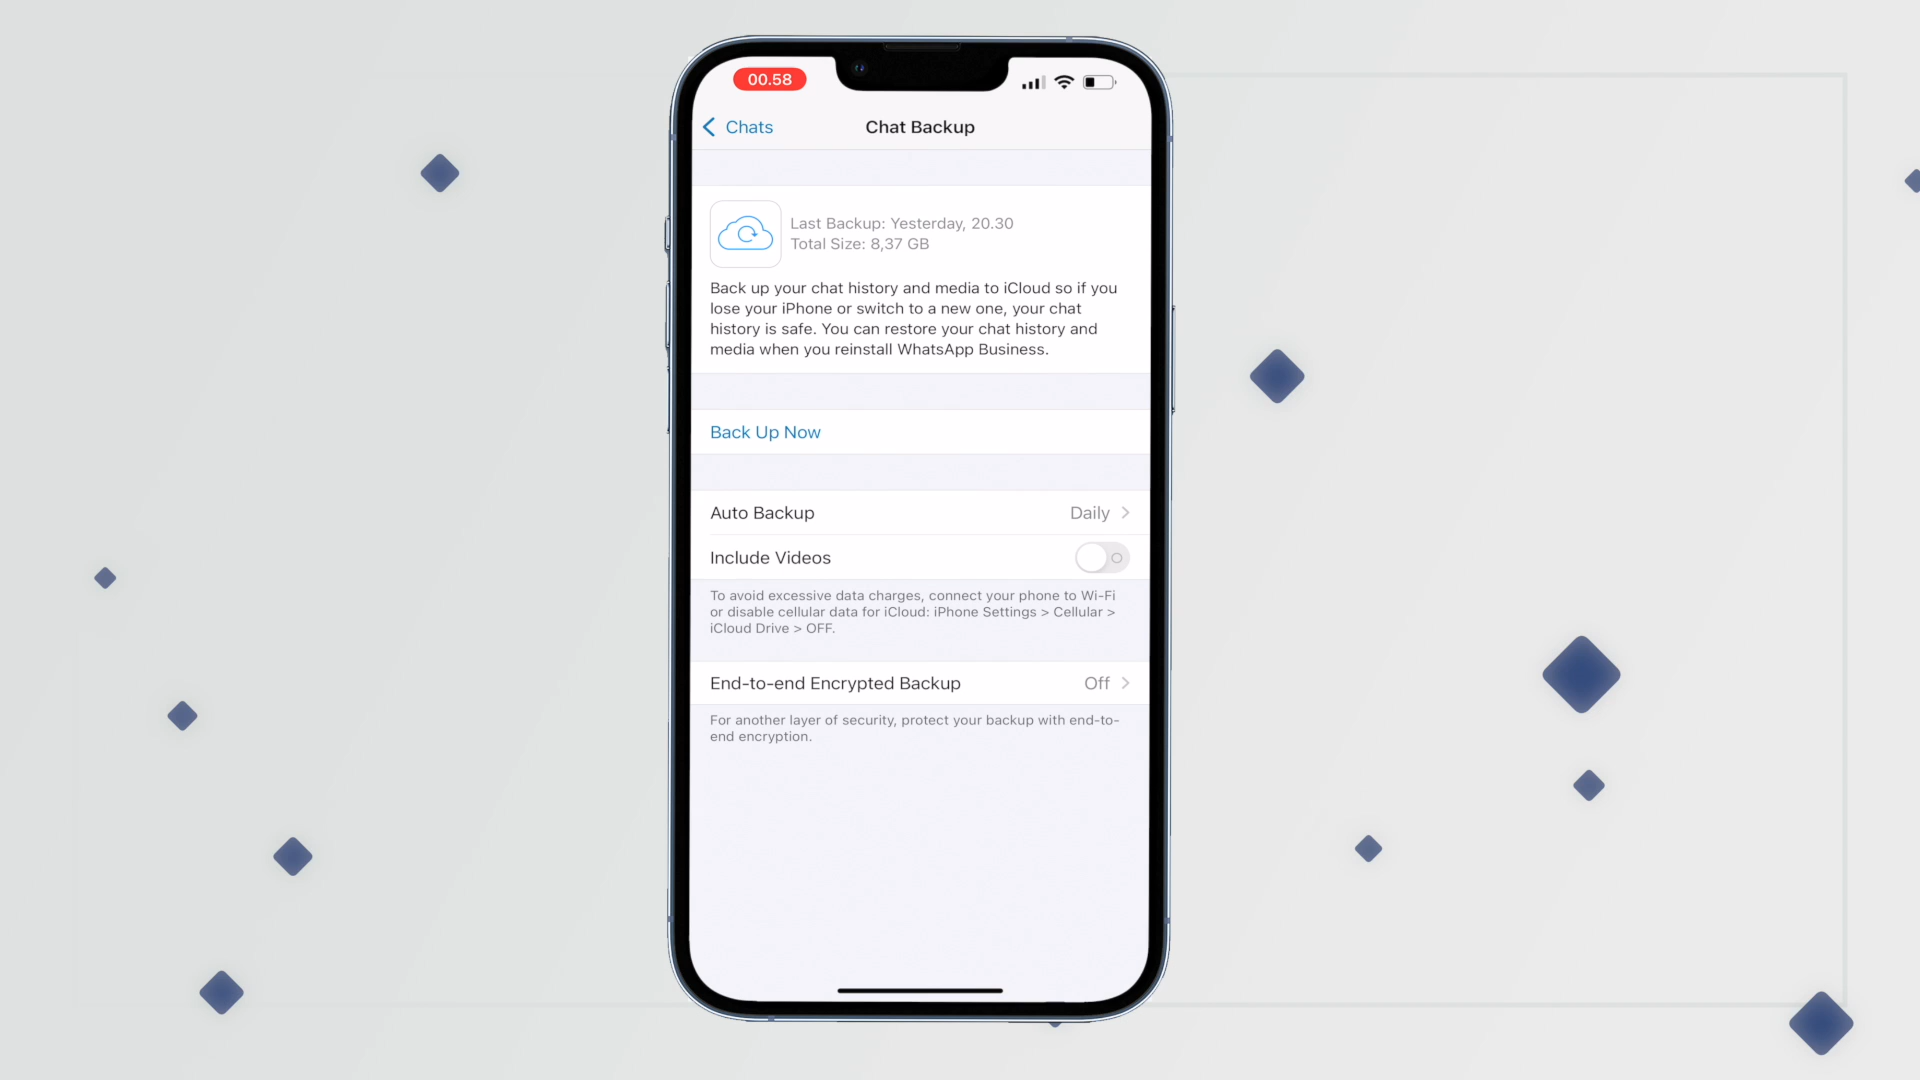 00.58
Chats
Chat Backup
Last Backup: Yesterday, 20.30
Total Size: 8,37 GB
Back up your chat history and media to iCloud so if you
lose your iPhone or switch to a new one, your chat
history is safe. You can restore your chat history and
media when you reinstall WhatsApp Business.
Back Up Now
Auto Backup Daily
Include Videos
To avoid excessive data charges, connect your phone to Wi-Fi
or disable cellular data for iCloud: iPhone Settings > Cellular >
iCloud Drive > OFF.
End-to-end Encrypted Backup Off
For another layer of security, protect your backup with end-to-
end encryption.